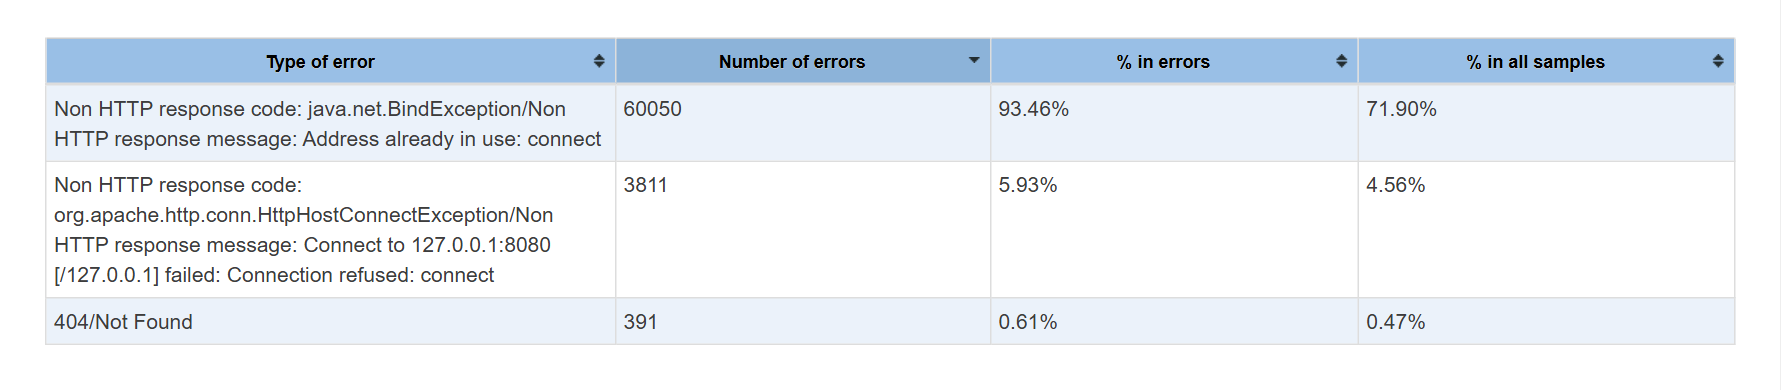 Type of error Number of errors % in errors % in all samples
Non HTTP response code: java.net.BindException/Non 60050 93.46% 71.90%
HTTP response message: Address already in use: connect
Non HTTP response code: 3811 5.93% 4.56%
org.apache.http.conn.HttpHostConnectException/Non
HTTP response message: Connect to 127.0.0.1:8080
[/127.0.0.1] failed: Connection refused: connect
404/Not Found 391 0.61% 0.47%